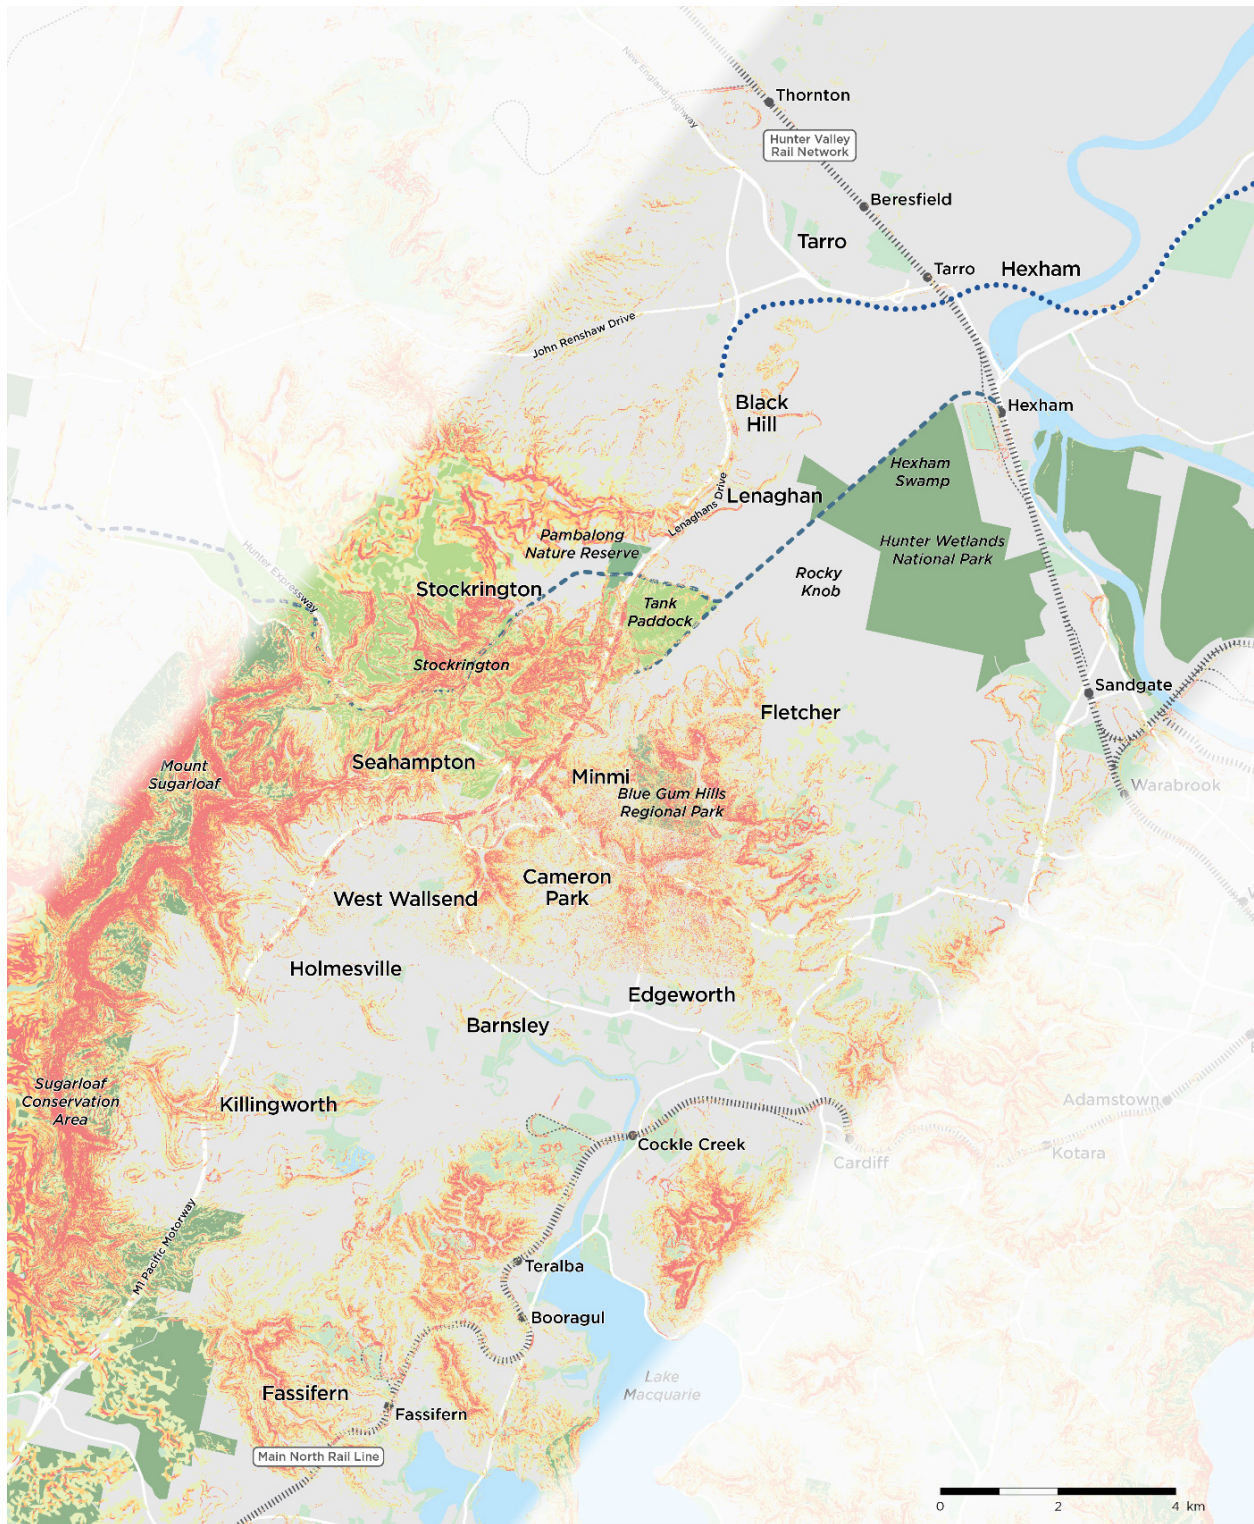 New England Highway
Thornton
Hunter Valley
Rail Network
Beresfield
Tarro
Tarro
Hexham
John Renshaw Drive
Black
Hill
Hexham
Hexham
Swamp
Lenaghan
Lenaghans Drive
Pambalong
Nature Reserve
Hunter Wetlands
National Park
Hunter Expressway
Stockrington
Rocky
Knob
Tank
Paddock
Stockrington
Sandgate
Fletcher
Mount
Sugarloaf
Seahampton
Minmi
Blue Gum Hills
Regional Park
Warabrook
West Wallsend
Cameron
Park
Holmesville
Edgeworth
Barnsley
Sugarloaf
Conservation
Area
Killingworth
Adamstown
Cockle Creek
Cardiff
Kotara
M1 Pacific Motorway
Teralba
Booragul
Lake
Macquarie
Fassifern
Fassifern
Main North Rail Line
0 2 4 km